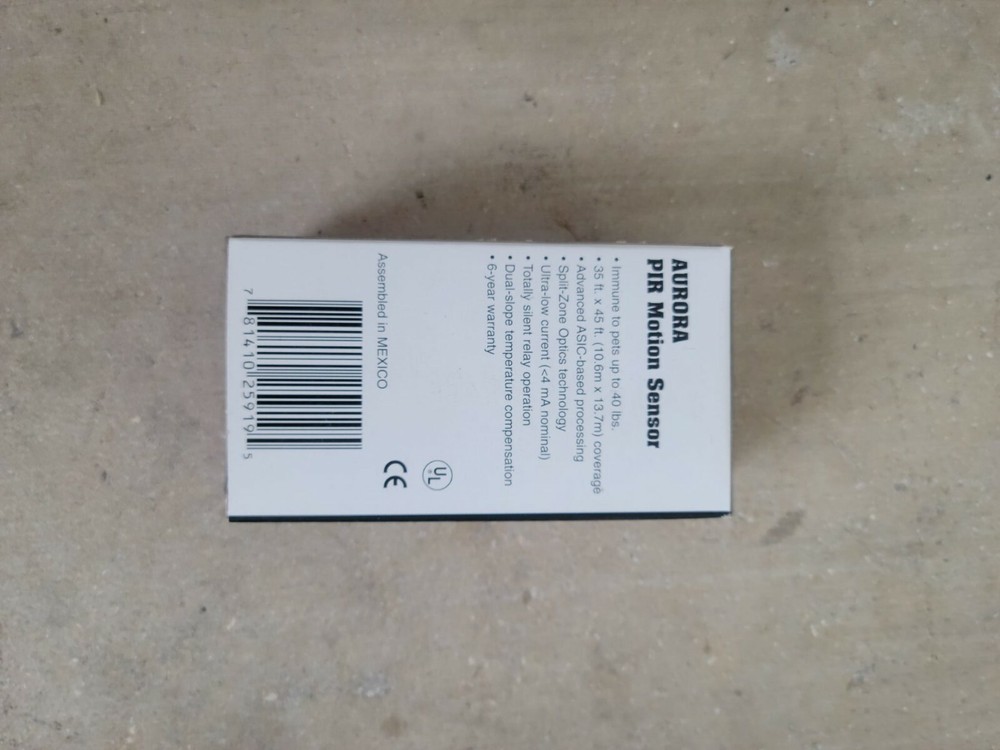 AURORA
PIR Motion Sensor
• Immune to pets up to 40 lbs.
• 35 ft. x 45 ft. (10.6m x 13.7m) coverage
• Advanced ASIC-based processing
• Split-Zone Optics technology
• Ultra-low current (<4 mA nominal)
• Totally silent relay operation
• Dual-slope temperature compensation
• 6-year warranty
UL
®
Assembled in MEXICO
CE
7 81410 25919 5